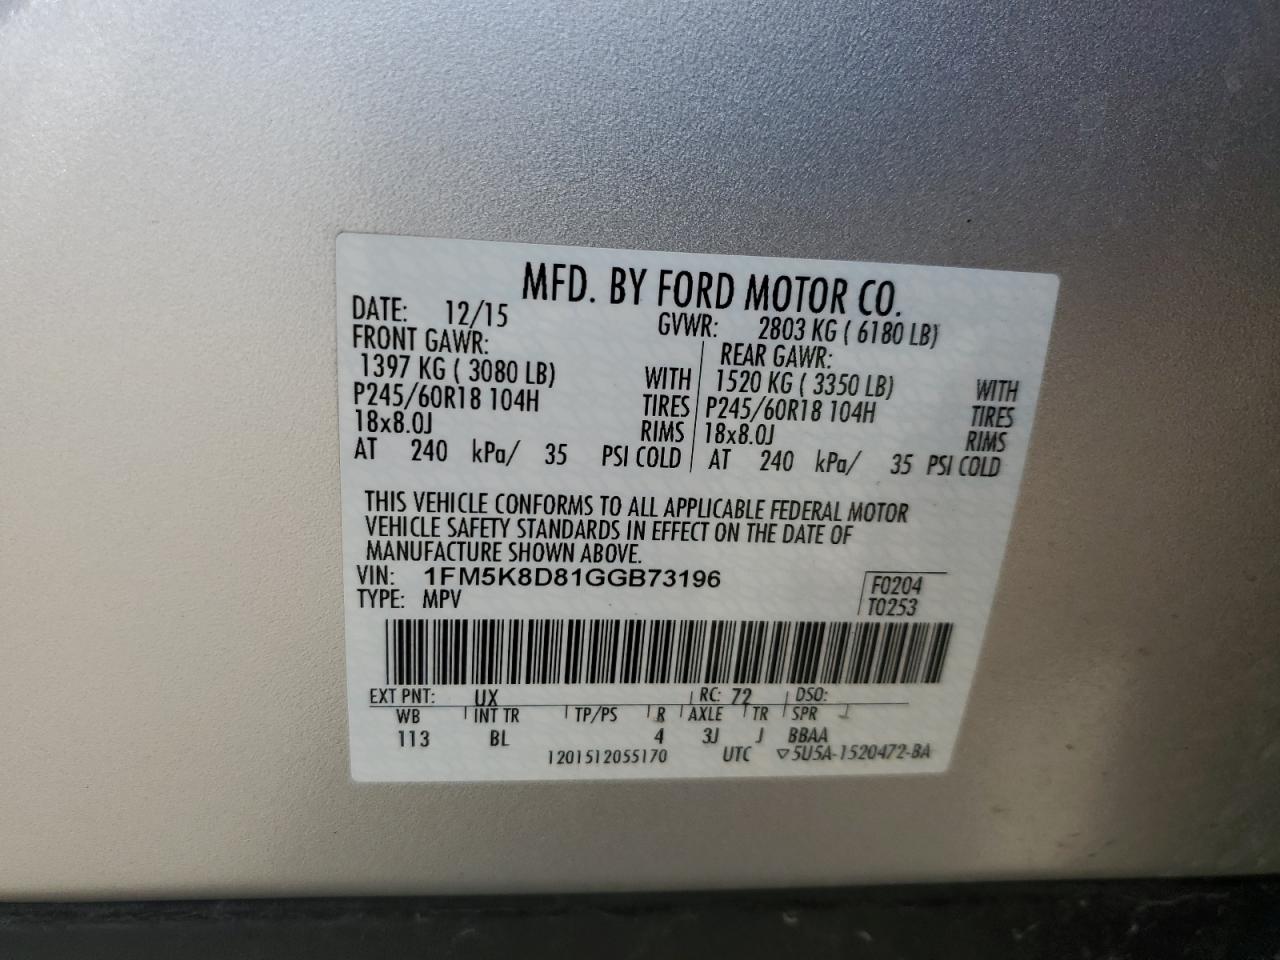 MFD. BY FORD MOTOR CO.
DATE: 12/15 GVWR: 2803 KG ( 6180 LB)
FRONT GAWR: REAR GAWR:
1397 KG ( 3080 LB) WITH 1520 KG ( 3350 LB) WITH
P245/60R18 104H TIRES P245/60R18 104H TIRES
18x8.0J RIMS 18x8.0J RIMS
AT 240 kPa/ 35 PSI COLD AT 240 kPa/ 35 PSI COLD
THIS VEHICLE CONFORMS TO ALL APPLICABLE FEDERAL MOTOR
VEHICLE SAFETY STANDARDS IN EFFECT ON THE DATE OF
MANUFACTURE SHOWN ABOVE.
VIN: 1FM5K8D81GGB73196 F0204
TYPE: MPV T0253
EXT PNT: UX RC: 72 DSO:
WB INT TR TP/PS R AXLE TR SPR
113 BL 4 3J J BBAA
1201512055170 UTC ▽5U5A-1520472-BA